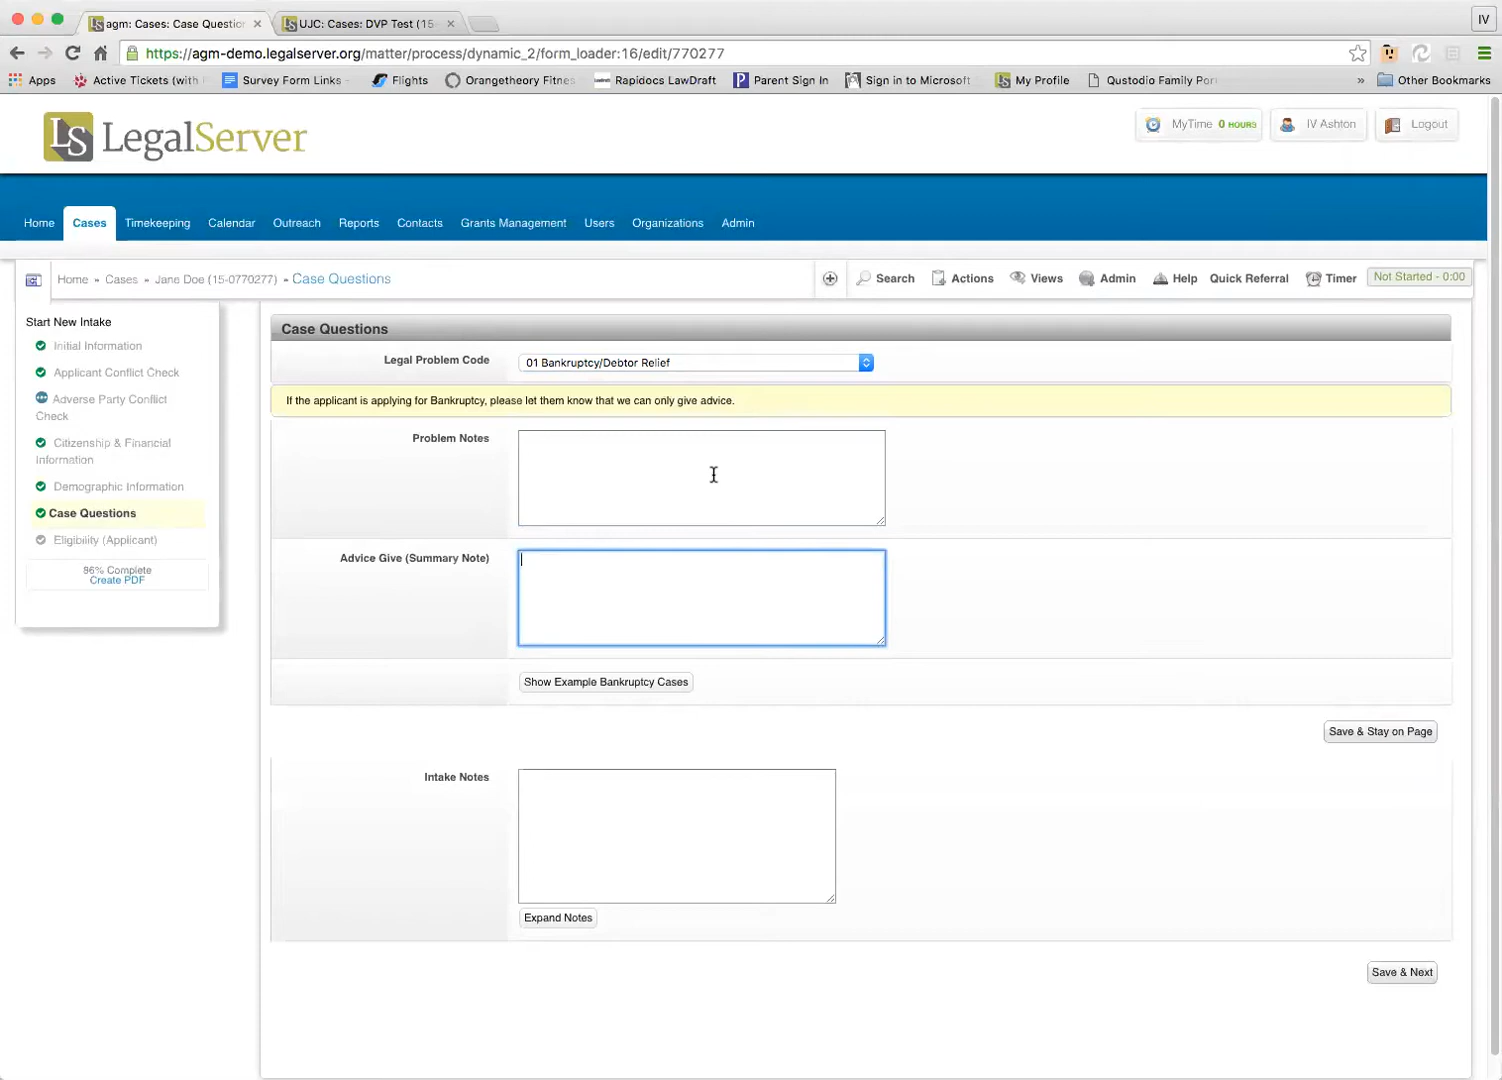 agm: Cases: Case Questio
UJC: Cases: DVP Test (15
IV
https://agm-demo.legalserver.org/matter/process/dynamic_2/form_loader:16/edit/770277
Apps
Active Tickets (with
Survey Form Links -
Flights
Orangetheory Fitnes
Rapidocs LawDraft
Parent Sign In
Sign in to Microsoft
My Profile
Qustodio Family Por
»
Other Bookmarks
LS LegalServer
MyTime 0 HOURS
IV Ashton
Logout
Home
Cases
Timekeeping
Calendar
Outreach
Reports
Contacts
Grants Management
Users
Organizations
Admin
Home » Cases » Jane Doe (15-0770277) » Case Questions
Search
Actions
Views
Admin
Help
Quick Referral
Timer
Not Started - 0:00
Start New Intake
Initial Information
Applicant Conflict Check
Adverse Party Conflict
Check
Citizenship & Financial
Information
Demographic Information
Case Questions
Eligibility (Applicant)
86% Complete
Create PDF
Case Questions
Legal Problem Code
01 Bankruptcy/Debtor Relief
If the applicant is applying for Bankruptcy, please let them know that we can only give advice.
Problem Notes
Advice Give (Summary Note)
Show Example Bankruptcy Cases
Save & Stay on Page
Intake Notes
Expand Notes
Save & Next